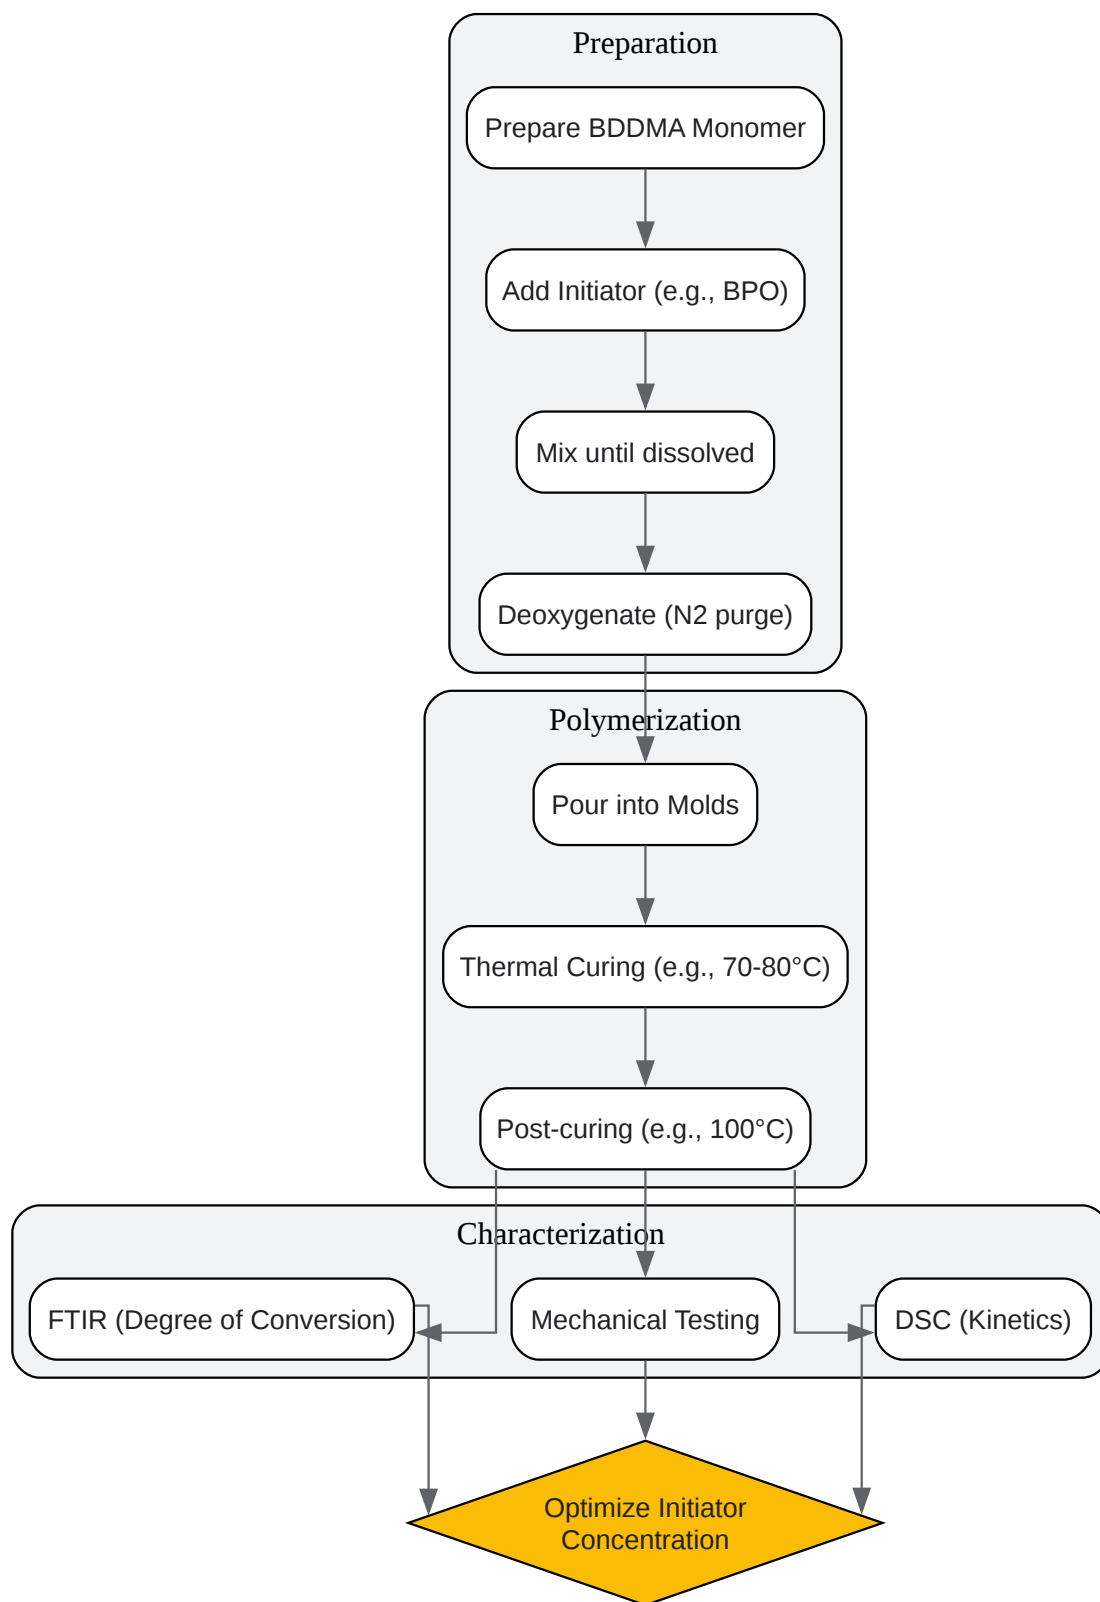 Preparation
Prepare BDDMA Monomer
Add Initiator (e.g., BPO)
Mix until dissolved
Deoxygenate (N2 purge)
Polymerization
Pour into Molds
Thermal Curing (e.g., 70-80°C)
Post-curing (e.g., 100°C)
Characterization
FTIR (Degree of Conversion)
Mechanical Testing
DSC (Kinetics)
Optimize Initiator
Concentration